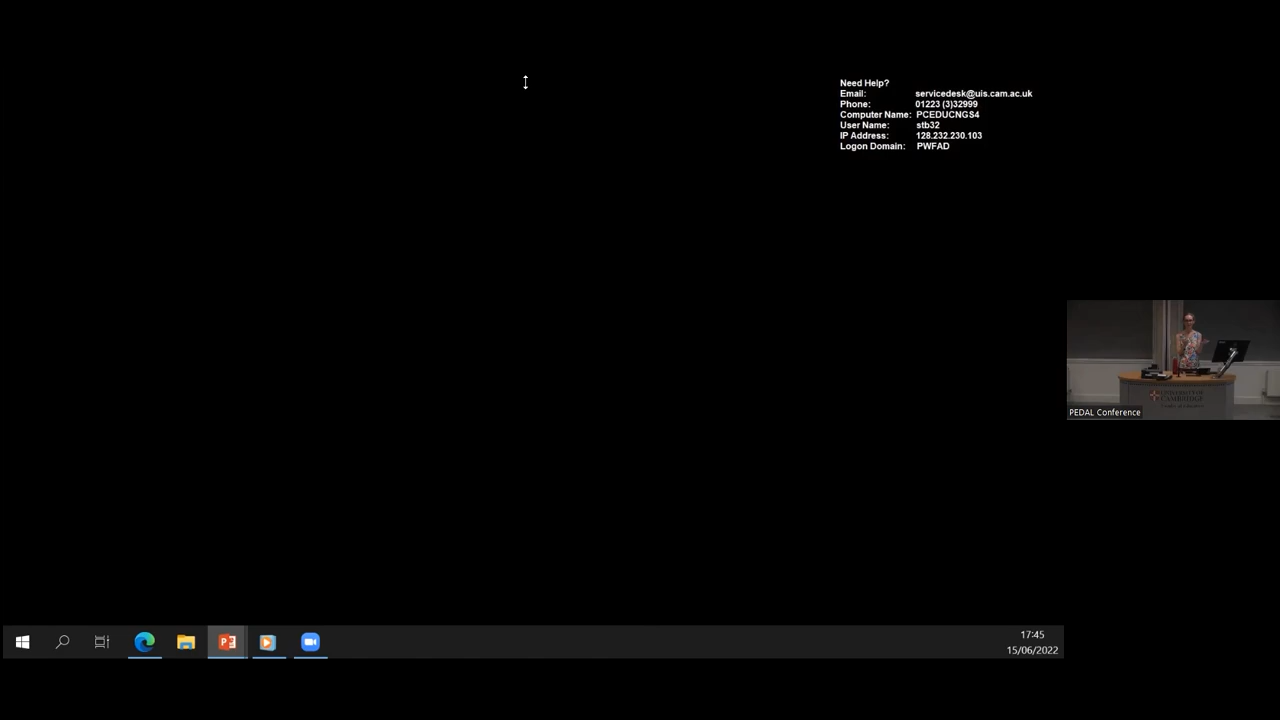 Need Help?
Email: servicedesk@uis.cam.ac.uk
Phone: 01223 (3)32999
Computer Name: PCEDUCNGS4
User Name: stb32
IP Address: 128.232.230.103
Logon Domain: PWFAD
CAMBRIDGE
PEDAL Conference
17:45
15/06/2022